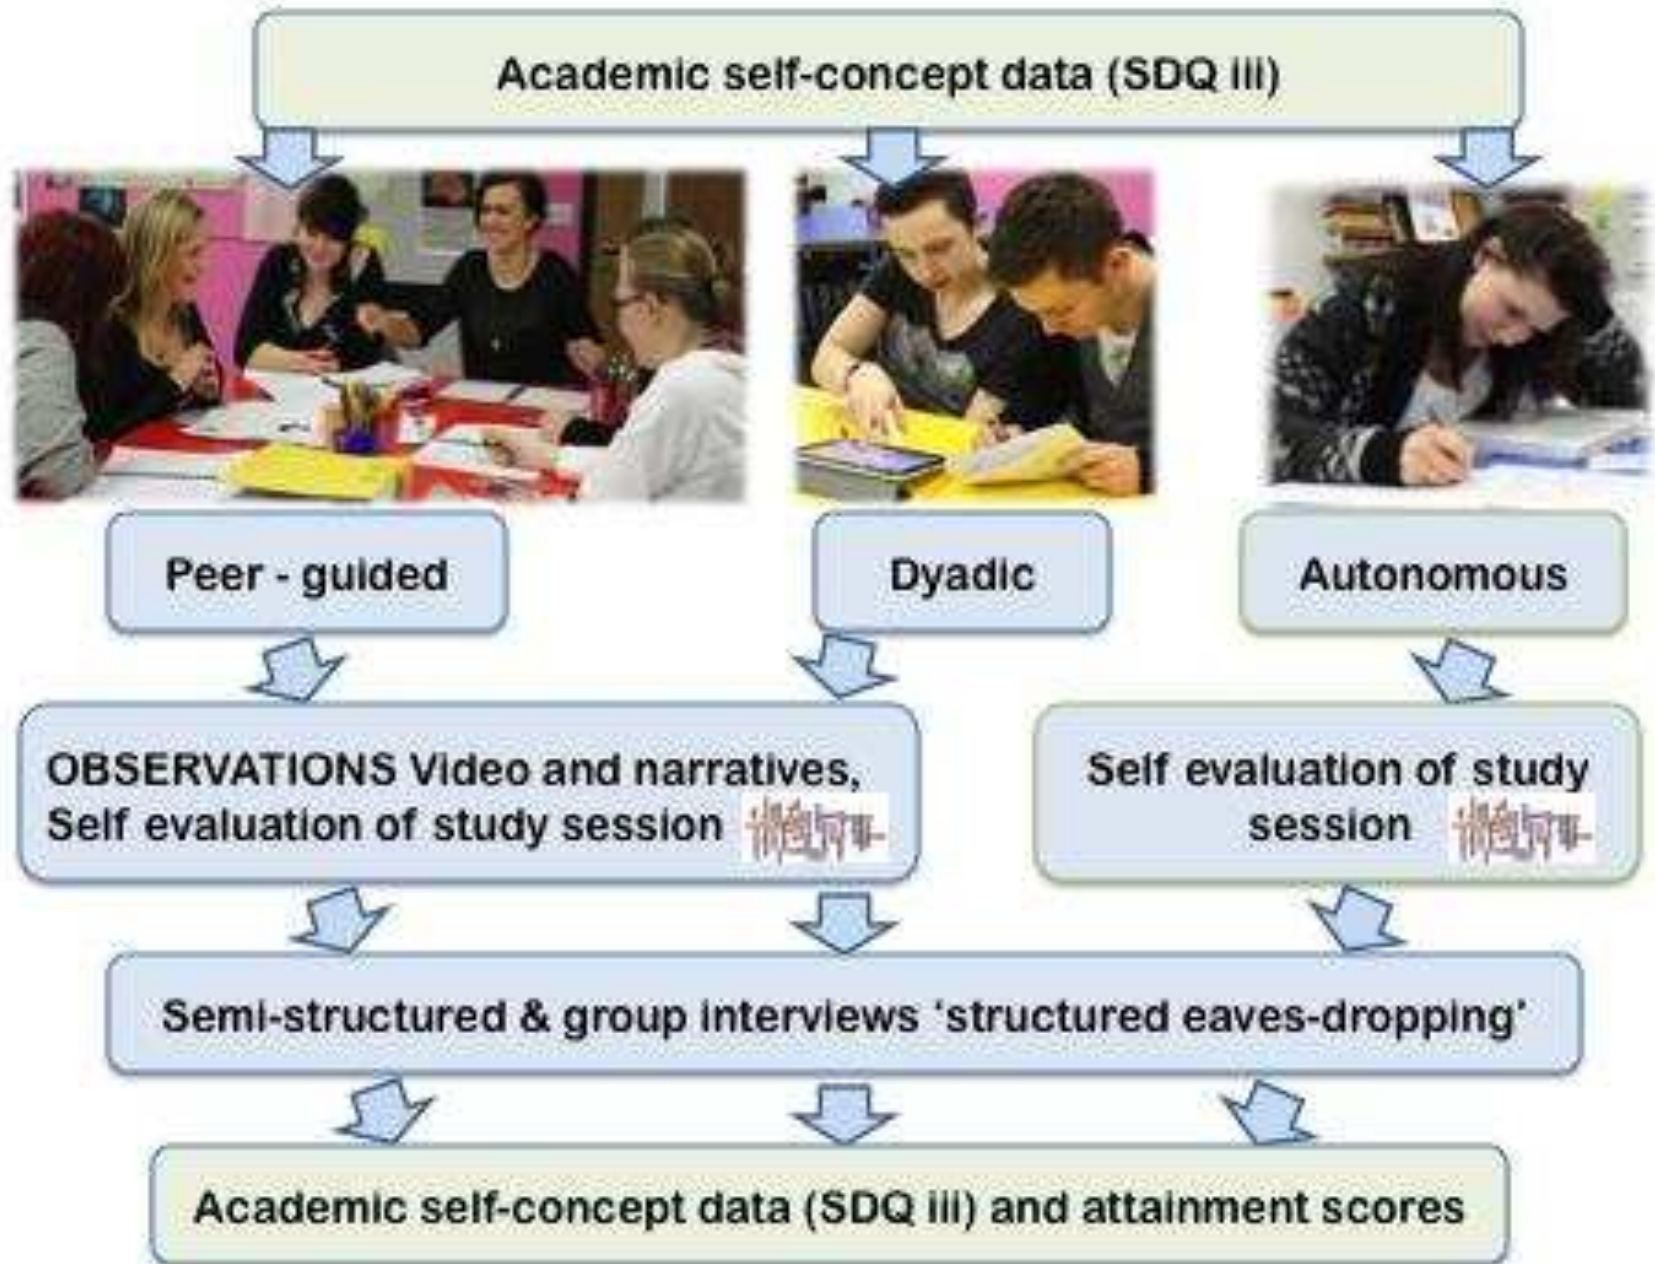 Academic self-concept data (SDQ iii)
Peer - guided
Dyadic
Autonomous
OBSERVATIONS Video and narratives,
Self evaluation of study session
Self evaluation of study
session
Semi-structured & group interviews ‘structured eaves-dropping’
Academic self-concept data (SDQ iii) and attainment scores